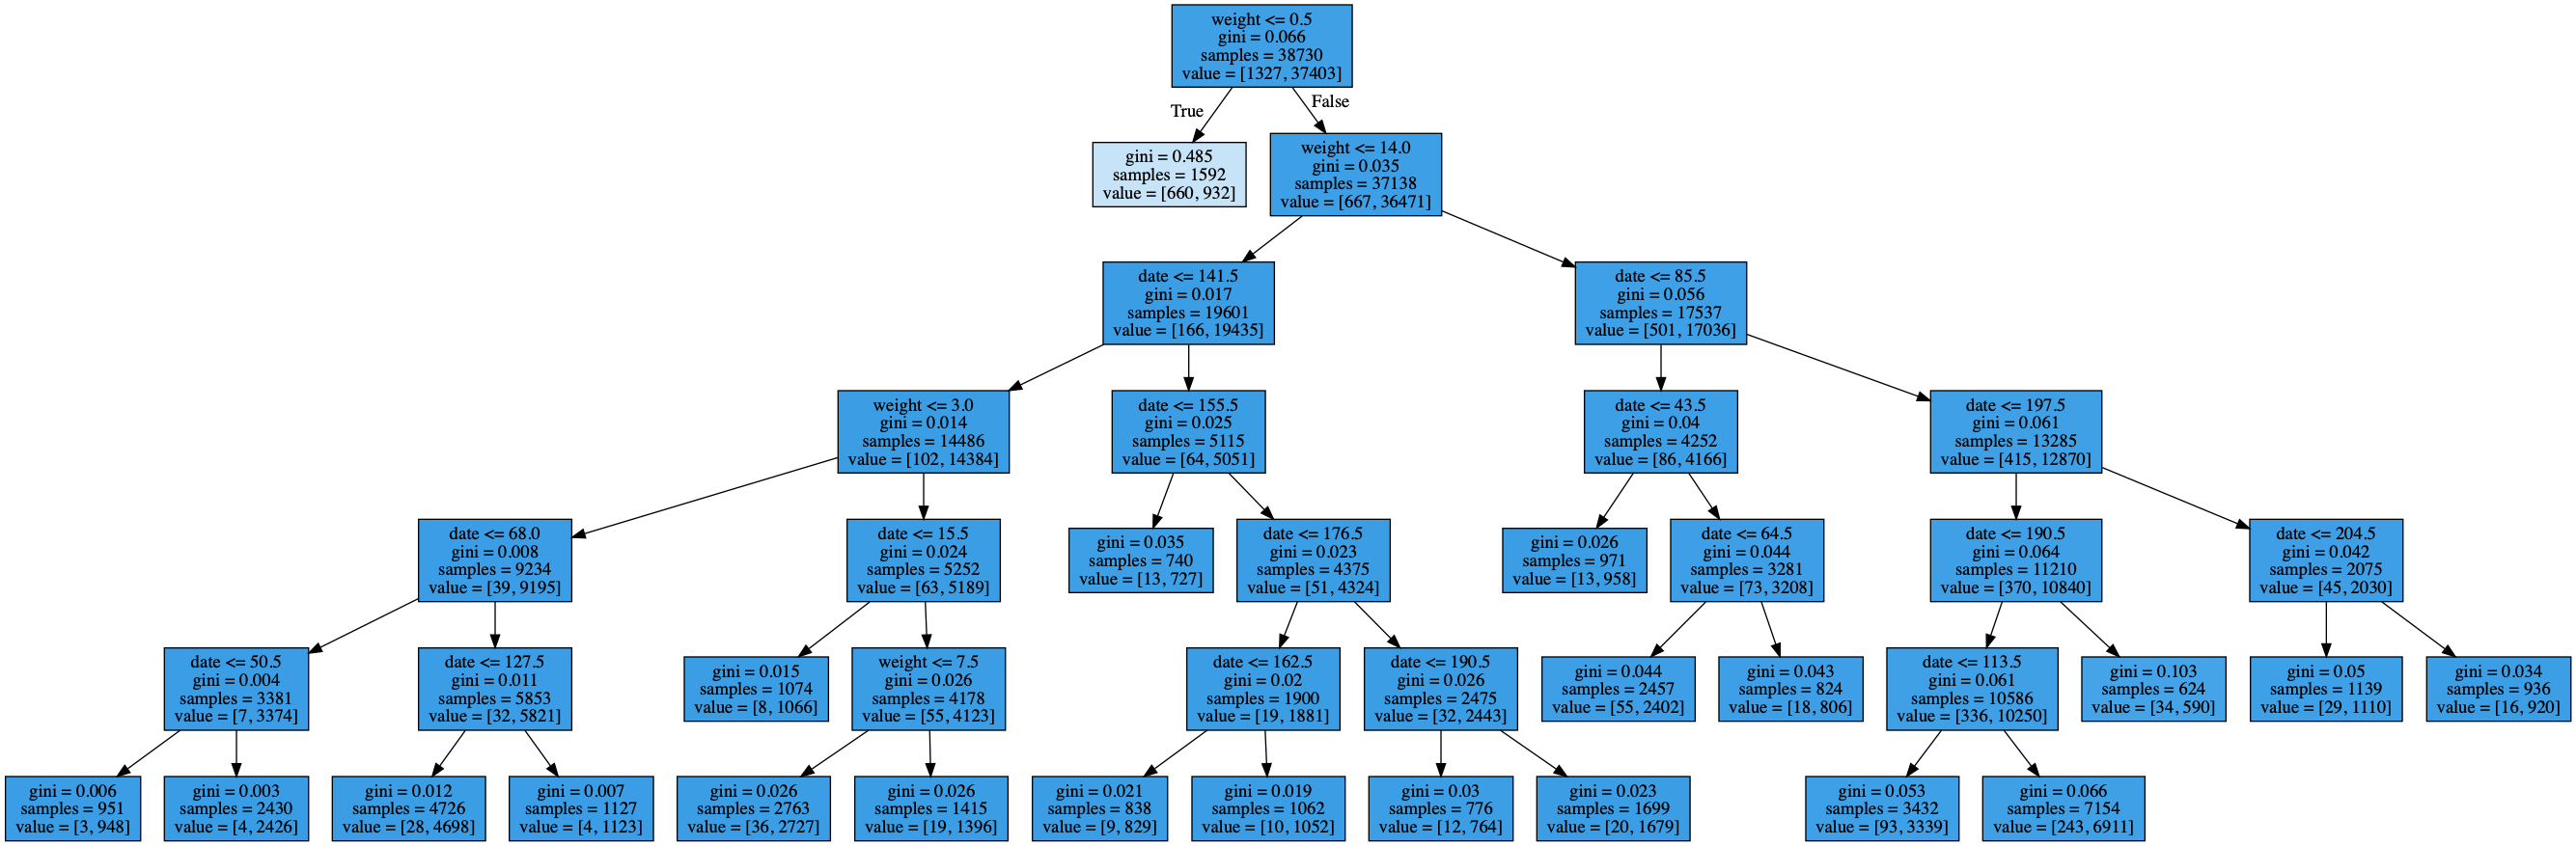 weight <= 0.5
gini = 0.066
samples = 38730
value = [1327, 37403]
True
False
gini = 0.485
samples = 1592
value = [660, 932]
weight <= 14.0
gini = 0.035
samples = 37138
value = [667, 36471]
date <= 141.5
gini = 0.017
samples = 19601
value = [166, 19435]
date <= 85.5
gini = 0.056
samples = 17537
value = [501, 17036]
weight <= 3.0
gini = 0.014
samples = 14486
value = [102, 14384]
date <= 155.5
gini = 0.025
samples = 5115
value = [64, 5051]
date <= 43.5
gini = 0.04
samples = 4252
value = [86, 4166]
date <= 197.5
gini = 0.061
samples = 13285
value = [415, 12870]
date <= 68.0
gini = 0.008
samples = 9234
value = [39, 9195]
date <= 15.5
gini = 0.024
samples = 5252
value = [63, 5189]
gini = 0.035
samples = 740
value = [13, 727]
date <= 176.5
gini = 0.023
samples = 4375
value = [51, 4324]
gini = 0.026
samples = 971
value = [13, 958]
date <= 64.5
gini = 0.044
samples = 3281
value = [73, 3208]
date <= 190.5
gini = 0.064
samples = 11210
value = [370, 10840]
date <= 204.5
gini = 0.042
samples = 2075
value = [45, 2030]
date <= 50.5
gini = 0.004
samples = 3381
value = [7, 3374]
date <= 127.5
gini = 0.011
samples = 5853
value = [32, 5821]
gini = 0.015
samples = 1074
value = [8, 1066]
weight <= 7.5
gini = 0.026
samples = 4178
value = [55, 4123]
date <= 162.5
gini = 0.02
samples = 1900
value = [19, 1881]
date <= 190.5
gini = 0.026
samples = 2475
value = [32, 2443]
gini = 0.044
samples = 2457
value = [55, 2402]
gini = 0.043
samples = 824
value = [18, 806]
date <= 113.5
gini = 0.061
samples = 10586
value = [336, 10250]
gini = 0.103
samples = 624
value = [34, 590]
gini = 0.05
samples = 1139
value = [29, 1110]
gini = 0.034
samples = 936
value = [16, 920]
gini = 0.006
samples = 951
value = [3, 948]
gini = 0.003
samples = 2430
value = [4, 2426]
gini = 0.012
samples = 4726
value = [28, 4698]
gini = 0.007
samples = 1127
value = [4, 1123]
gini = 0.026
samples = 2763
value = [36, 2727]
gini = 0.026
samples = 1415
value = [19, 1396]
gini = 0.021
samples = 838
value = [9, 829]
gini = 0.019
samples = 1062
value = [10, 1052]
gini = 0.03
samples = 776
value = [12, 764]
gini = 0.023
samples = 1699
value = [20, 1679]
gini = 0.053
samples = 3432
value = [93, 3339]
gini = 0.066
samples = 7154
value = [243, 6911]